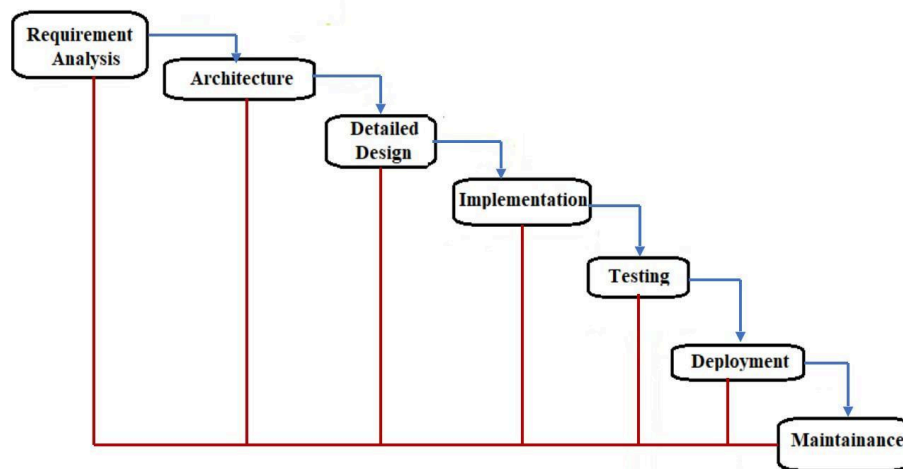 Requirement
Analysis
Architecture
Detailed
Design
Implementation
Testing
Deployment
Maintainance